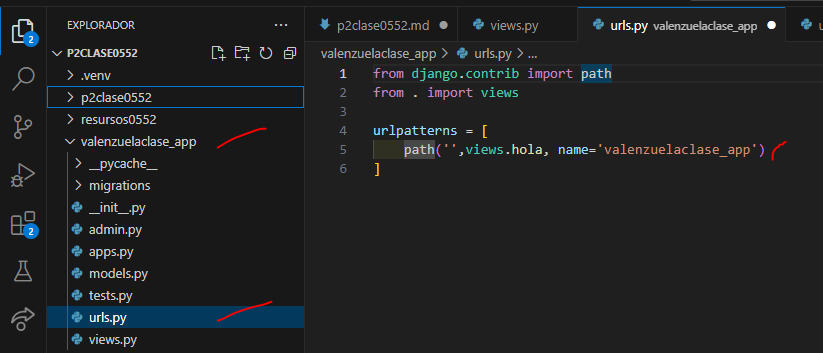 EXPLORADOR
P2CLASE0552
.venv
p2clase0552
resursos0552
valenzuelaclase_app
__pycache__
migrations
__init__.py
admin.py
apps.py
models.py
tests.py
urls.py
views.py
2
2
p2clase0552.md
views.py
urls.py valenzuelaclase_app
valenzuelaclase_app > urls.py > ...
1 from django.contrib import path
2 from . import views
3
4 urlpatterns = [
5 path('',views.hola, name='valenzuelaclase_app')
6 ]